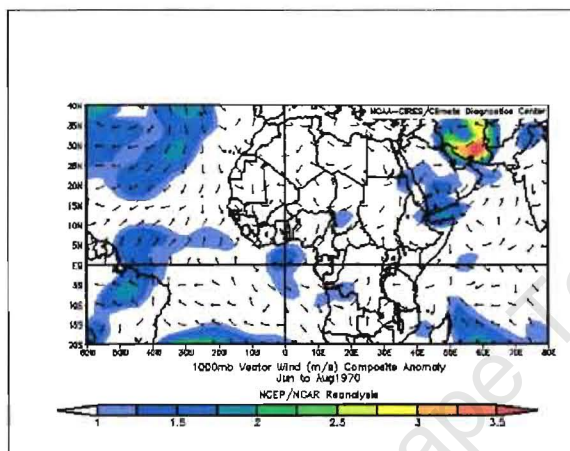 NOAA-CIRES/Climate Diagnostics Center
40N
35N
30N
25N
20N
15N
10N
5N
EQ
5S
10S
15S
20S
60W 50W 40W 30W 20W 10W 0 10E 20E 30E 40E 50E 60E 70E 80E
1000mb Vector Wind (m/s) Composite Anomaly
Jun to Aug1970
NCEP/NCAR Reanalysis
1 1.5 2 2.5 3 3.5